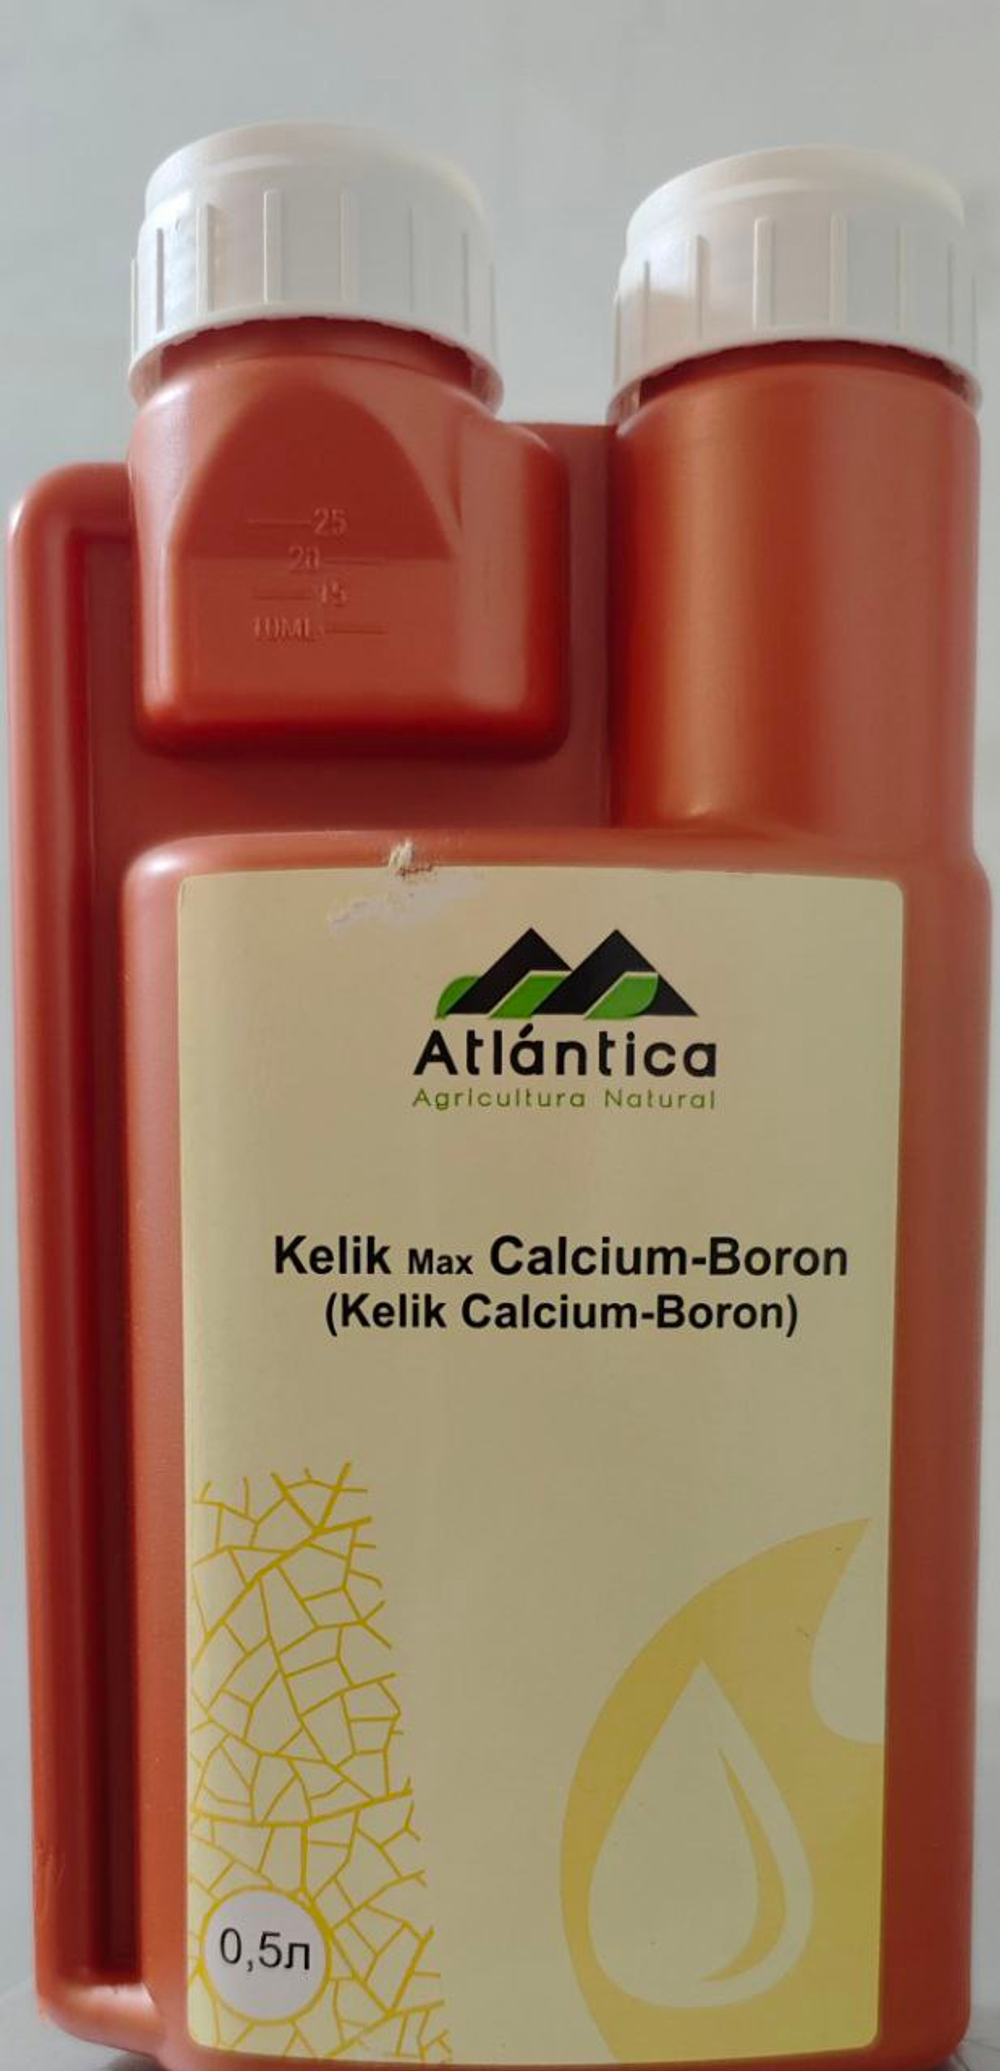 25
20
15
10ML
Atlántica
Agricultura Natural
Kelik Max Calcium-Boron
(Kelik Calcium-Boron)
0,5л